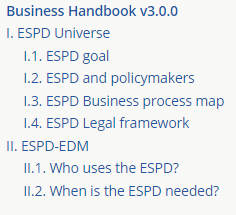 Business Handbook v3.0.0
I. ESPD Universe
I.1. ESPD goal
I.2. ESPD and policymakers
I.3. ESPD Business process map
I.4. ESPD Legal framework
II. ESPD-EDM
II.1. Who uses the ESPD?
II.2. When is the ESPD needed?